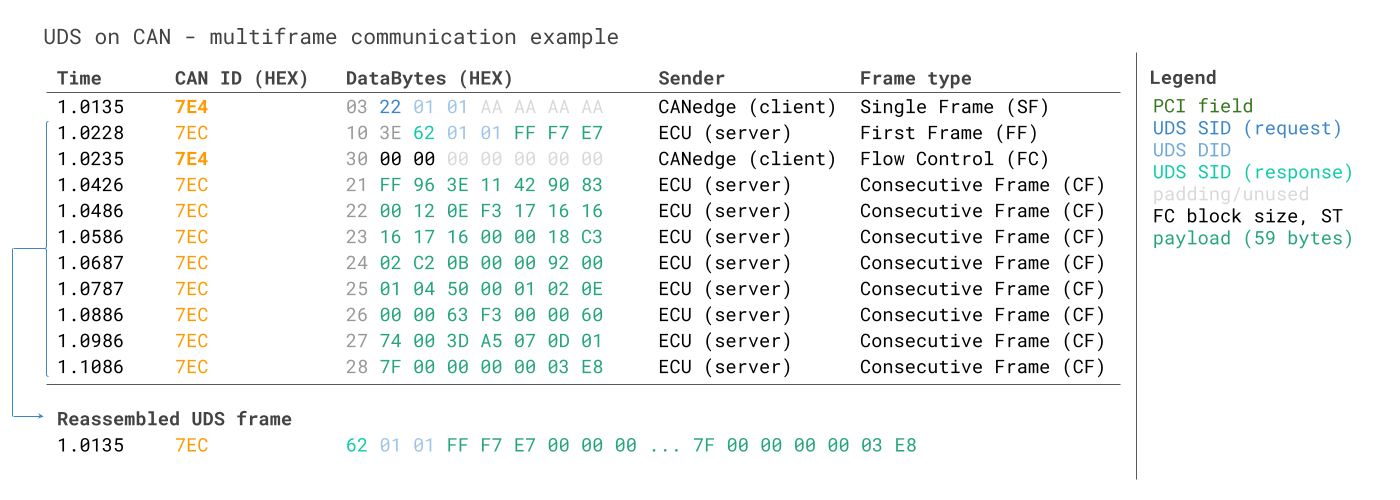 UDS on CAN - multiframe communication example
Time CAN ID (HEX) DataBytes (HEX) Sender Frame type
1.0135 7E4 03 22 01 01 AA AA AA AA CANedge (client) Single Frame (SF)
1.0228 7EC 10 3E 62 01 01 FF F7 E7 ECU (server) First Frame (FF)
1.0235 7E4 30 00 00 00 00 00 00 00 CANedge (client) Flow Control (FC)
1.0426 7EC 21 FF 96 3E 11 42 90 83 ECU (server) Consecutive Frame (CF)
1.0486 7EC 22 00 12 0E F3 17 16 16 ECU (server) Consecutive Frame (CF)
1.0586 7EC 23 16 17 16 00 00 18 C3 ECU (server) Consecutive Frame (CF)
1.0687 7EC 24 02 C2 0B 00 00 92 00 ECU (server) Consecutive Frame (CF)
1.0787 7EC 25 01 04 50 00 01 02 0E ECU (server) Consecutive Frame (CF)
1.0886 7EC 26 00 00 63 F3 00 00 60 ECU (server) Consecutive Frame (CF)
1.0986 7EC 27 74 00 3D A5 07 0D 01 ECU (server) Consecutive Frame (CF)
1.1086 7EC 28 7F 00 00 00 00 03 E8 ECU (server) Consecutive Frame (CF)
Reassembled UDS frame
1.0135 7EC 62 01 01 FF F7 E7 00 00 00 ... 7F 00 00 00 00 03 E8
Legend
PCI field
UDS SID (request)
UDS DID
UDS SID (response)
padding/unused
FC block size, ST
payload (59 bytes)